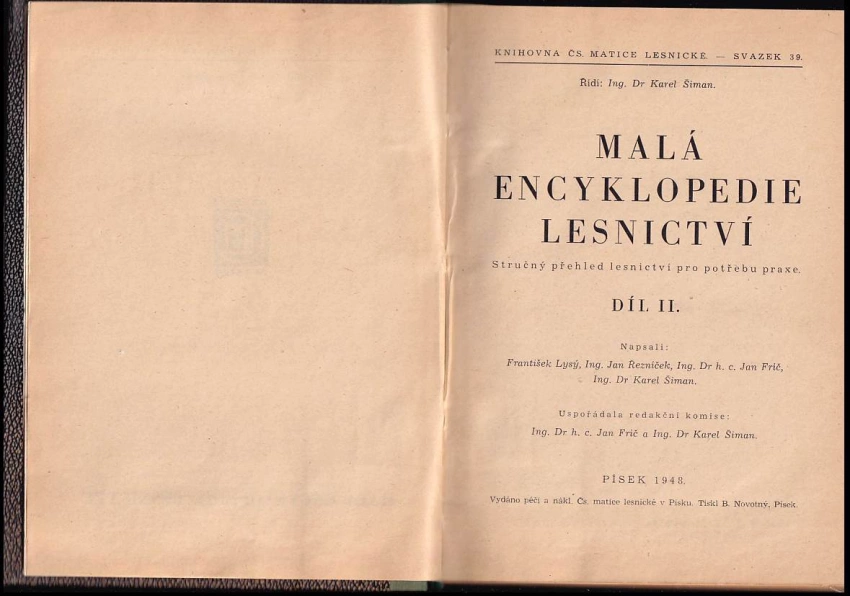 KNIHOVNA ČS. MATICE LESNICKÉ. — SVAZEK 39.
Řídí: Ing. Dr Karel Šiman.
MALÁ
ENCYKLOPEDIE
LESNICTVÍ
Stručný přehled lesnictví pro potřebu praxe.
DÍL II.
Napsali:
František Lysý, Ing. Jan Řezníček, Ing. Dr h. c. Jan Frič,
Ing. Dr Karel Šiman.
Uspořádala redakční komise:
Ing. Dr. h. c. Jan Frič a Ing. Dr Karel Šiman.
PÍSEK 1948.
Vydáno péčí a nákl. Čs. matice lesnické v Písku. Tiskl B. Novotný, Písek.